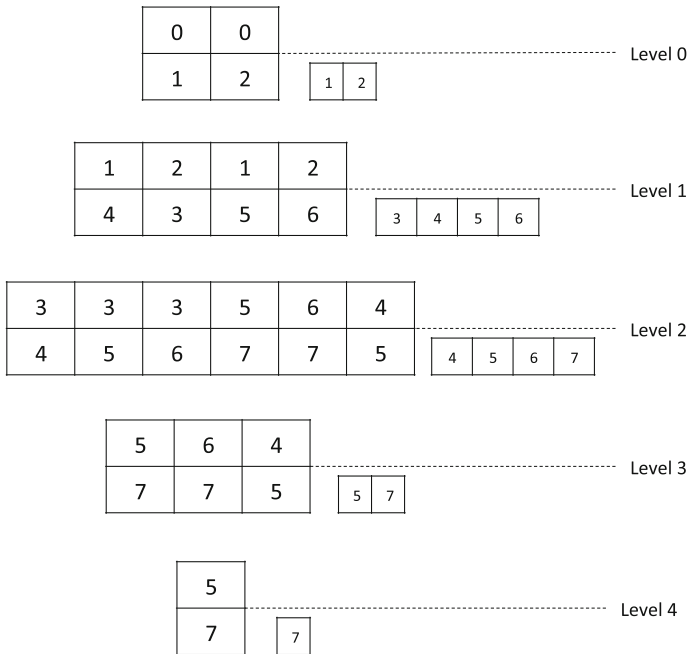 0 0
Level 0
1 2 1 2
1 2 1 2
Level 1
4 3 5 6 3 4 5 6
3 3 3 5 6 4
Level 2
4 5 6 7 7 5 4 5 6 7
5 6 4
Level 3
7 7 5 5 7
5
Level 4
7 7